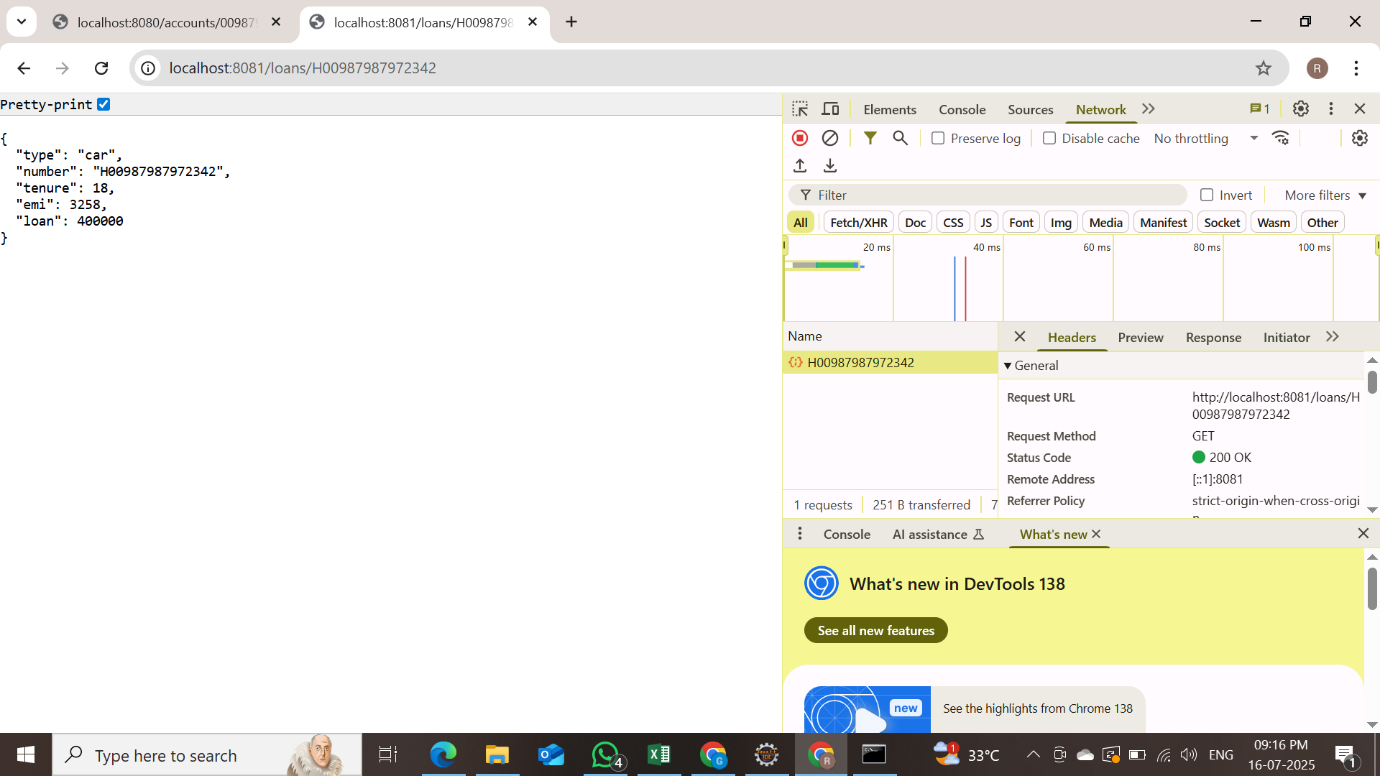 localhost:8080/accounts/00987
localhost:8081/loans/H0098798
localhost:8081/loans/H00987987972342
R
Pretty-print
{
  "type": "car",
  "number": "H00987987972342",
  "tenure": 18,
  "emi": 3258,
  "loan": 400000
}
Elements Console Sources Network 1
Preserve log Disable cache No throttling
Filter Invert More filters
All Fetch/XHR Doc CSS JS Font Img Media Manifest Socket Wasm Other
20 ms 40 ms 60 ms 80 ms 100 ms
Name
H00987987972342
1 requests 251 B transferred 7
Headers Preview Response Initiator
General
Request URL http://localhost:8081/loans/H
00987987972342
Request Method GET
Status Code 200 OK
Remote Address [::1]:8081
Referrer Policy strict-origin-when-cross-origi
Console AI assistance What's new
What's new in DevTools 138
See all new features
new
See the highlights from Chrome 138
Type here to search
4
G
R
1
33°C
ENG
09:16 PM
16-07-2025
1